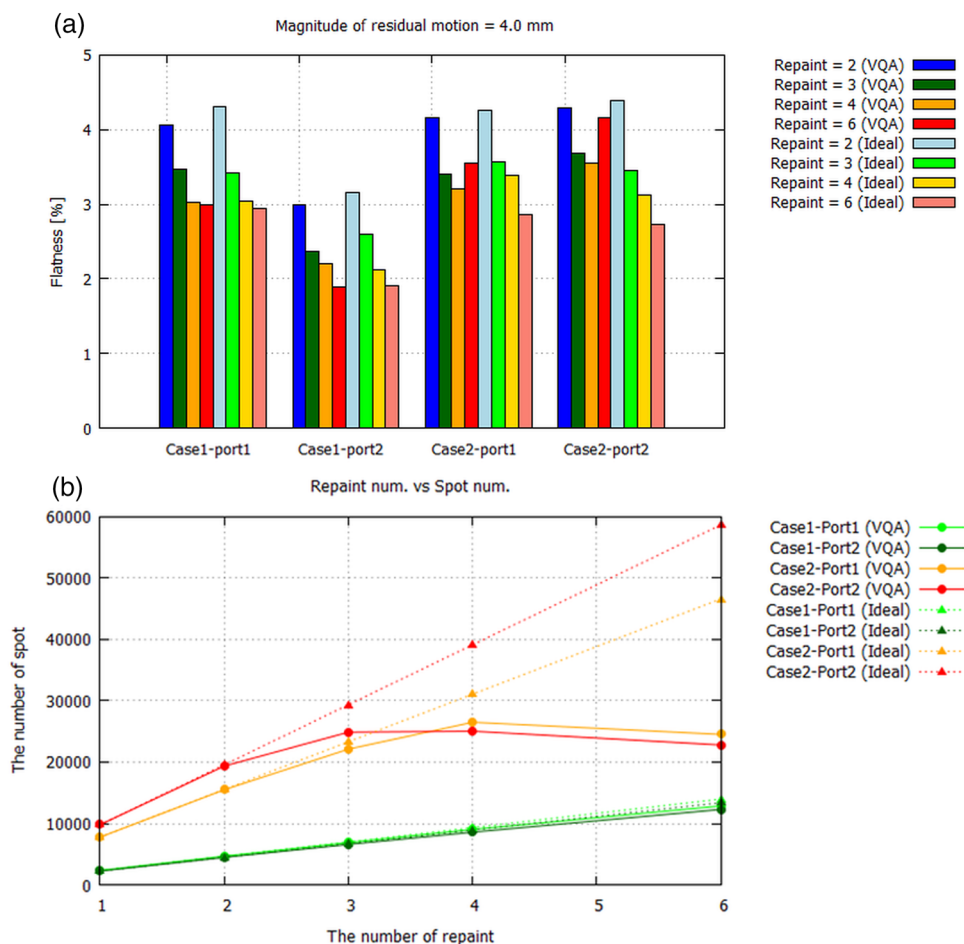 (a)
Magnitude of residual motion = 4.0 mm
5
4
3
2
1
0
Flatness [%]
Case1-port1
Case1-port2
Case2-port1
Case2-port2
Repaint = 2 (VQA)
Repaint = 3 (VQA)
Repaint = 4 (VQA)
Repaint = 6 (VQA)
Repaint = 2 (Ideal)
Repaint = 3 (Ideal)
Repaint = 4 (Ideal)
Repaint = 6 (Ideal)
(b)
Repaint num. vs Spot num.
60000
50000
40000
30000
20000
10000
0
The number of spot
1
2
3
4
5
6
The number of repaint
Case1-Port1 (VQA)
Case1-Port2 (VQA)
Case2-Port1 (VQA)
Case2-Port2 (VQA)
Case1-Port1 (Ideal)
Case1-Port2 (Ideal)
Case2-Port1 (Ideal)
Case2-Port2 (Ideal)